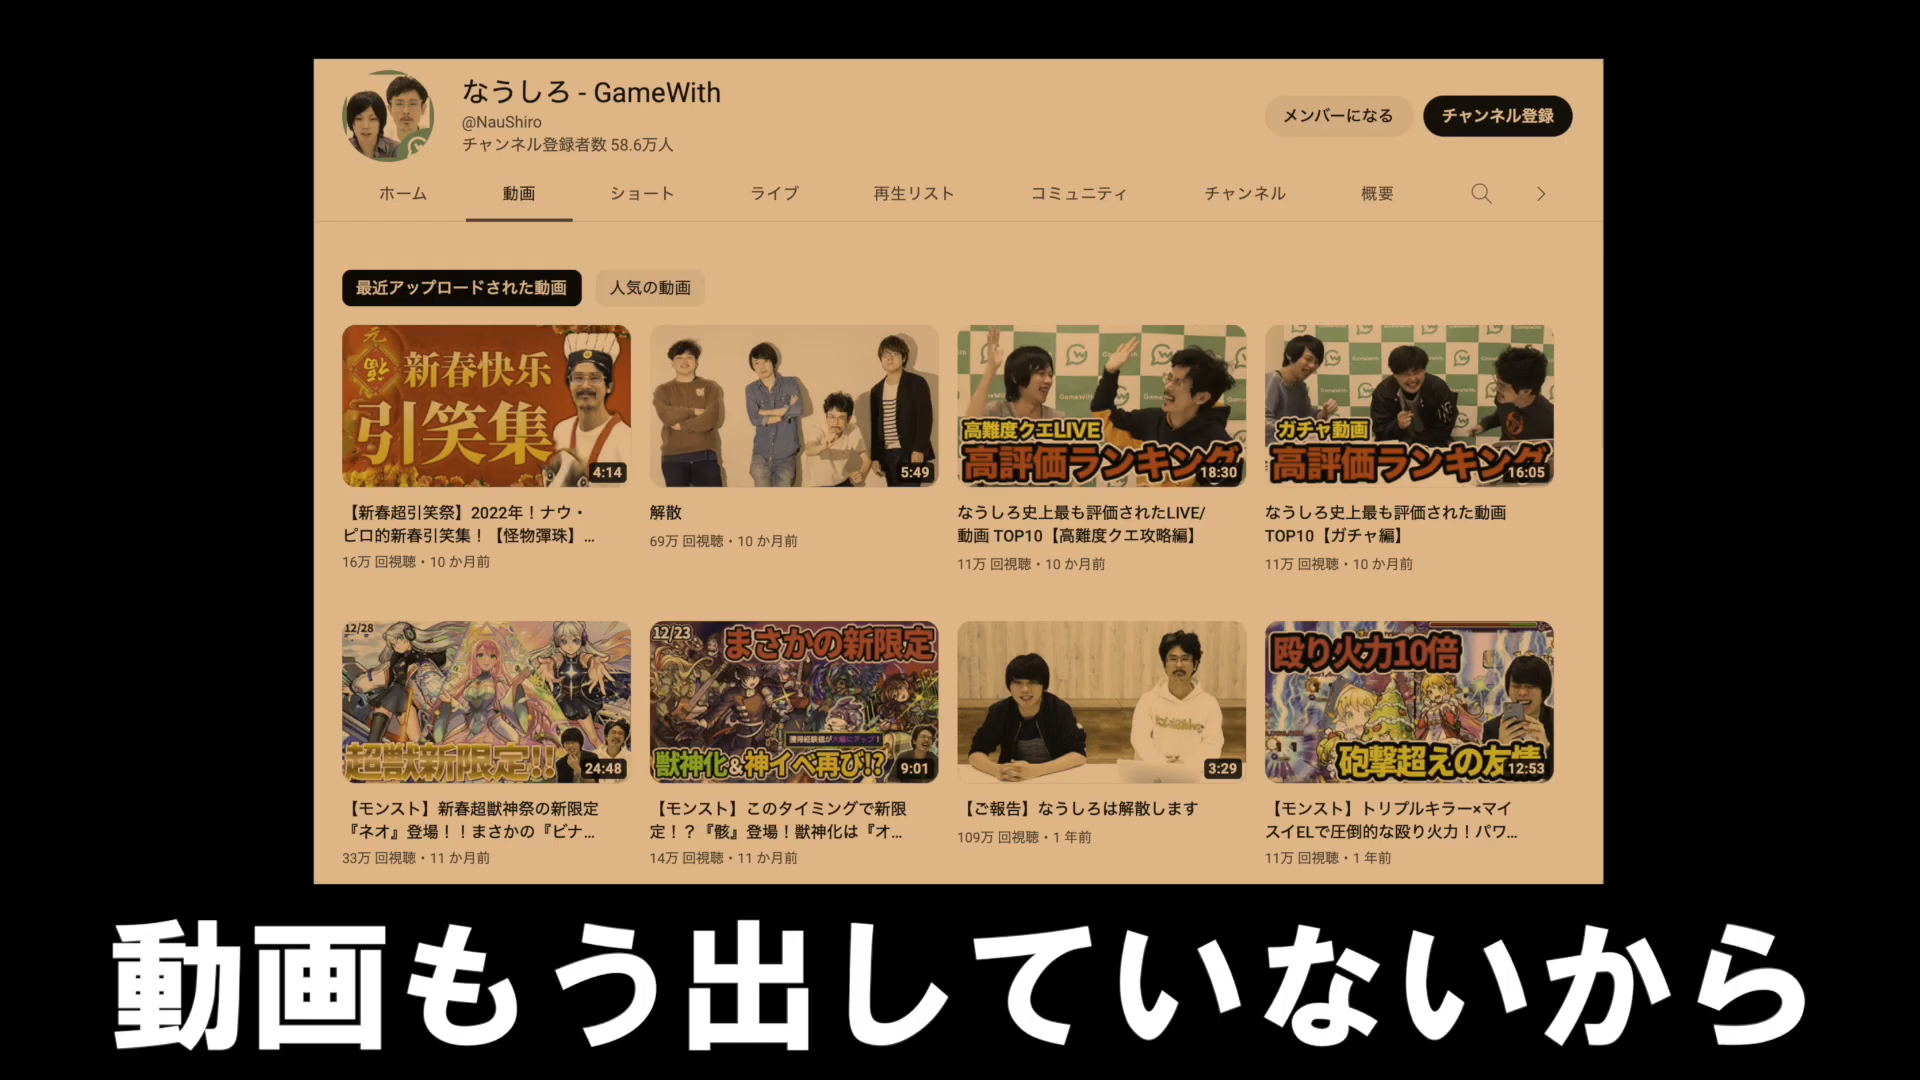 なうしろ - GameWith
@NauShiro
チャンネル登録者数 58.6万人
メンバーになる
チャンネル登録
ホーム
動画
ショート
ライブ
再生リスト
コミュニティ
チャンネル
概要
最近アップロードされた動画
人気の動画
新春快乐
引笑集
4:14
5:49
高難度クエLIVE
高評価ランキング
18:30
ガチャ動画
高評価ランキング
16:05
【新春超引笑祭】2022年！ナウ・
ピロ的新春引笑集！【怪物彈珠】...
16万 回視聴・10 か月前
解散
69万 回視聴・10 か月前
なうしろ史上最も評価されたLIVE/
動画 TOP10【高難度クエ攻略編】
11万 回視聴・10 か月前
なうしろ史上最も評価された動画
TOP10【ガチャ編】
11万 回視聴・10 か月前
12/28
超獣新限定!!
24:48
12/23
まさかの新限定
獣神化&神イベ再び!?
9:01
3:29
殴り火力10倍
砲撃超えの友情
12:53
【モンスト】新春超獣神祭の新限定
『ネオ』登場！！まさかの『ビナ...
33万 回視聴・11 か月前
【モンスト】このタイミングで新限
定！？『骸』登場！獣神化は『オ...
14万 回視聴・11 か月前
【ご報告】なうしろは解散します
109万 回視聴・1 年前
【モンスト】トリプルキラー×マイ
スイELで圧倒的な殴り火力！パワ...
11万 回視聴・1 年前
動画もう出していないから